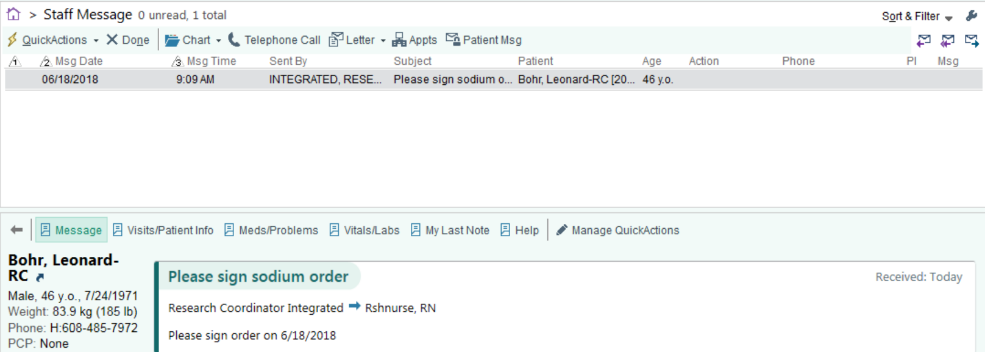 > Staff Message 0 unread, 1 total Sort & Filter
QuickActions Done Chart Telephone Call Letter Appts Patient Msg
1 2 Msg Date 3 Msg Time Sent By Subject Patient Age Action Phone Pl Msg
06/18/2018 9:09 AM INTEGRATED, RESE... Please sign sodium o... Bohr, Leonard-RC [20... 46 y.o.
Message Visits/Patient Info Meds/Problems Vitals/Labs My Last Note Help Manage QuickActions
Bohr, Leonard-
RC
Male, 46 y.o., 7/24/1971
Weight: 83.9 kg (185 lb)
Phone: H:608-485-7972
PCP: None
Please sign sodium order Received: Today
Research Coordinator Integrated ➡ Rshnurse, RN
Please sign order on 6/18/2018